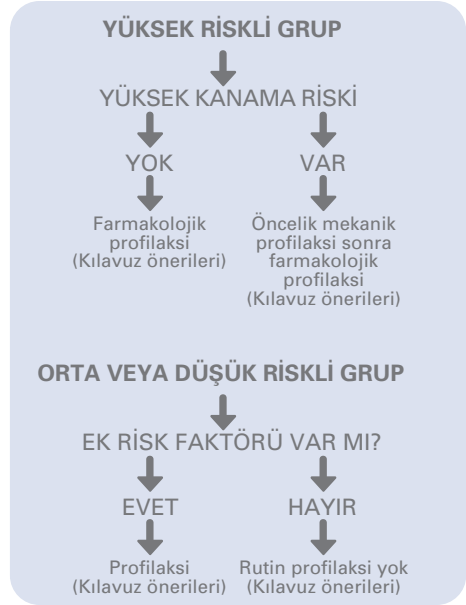 YÜKSEK RİSKLİ GRUP
YÜKSEK KANAMA RİSKİ
YOK
Farmakolojik
profilaksi
(Kılavuz önerileri)
VAR
Öncelik mekanik
profilaksi sonra
farmakolojik
profilaksi
(Kılavuz önerileri)
ORTA VEYA DÜŞÜK RİSKLİ GRUP
EK RİSK FAKTÖRÜ VAR MI?
EVET
Profilaksi
(Kılavuz önerileri)
HAYIR
Rutin profilaksi yok
(Kılavuz önerileri)